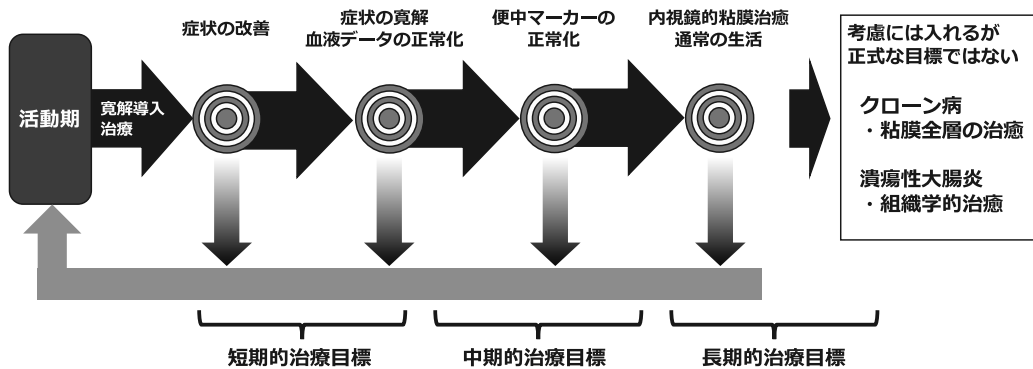 症状の改善
症状の寛解
血液データの正常化
便中マーカーの
正常化
内視鏡的粘膜治癒
通常の生活
考慮には入れるが
正式な目標ではない
活動期
寛解導入
治療
クローン病
・粘膜全層の治癒
潰瘍性大腸炎
・組織学的治癒
短期的治療目標
中期的治療目標
長期的治療目標